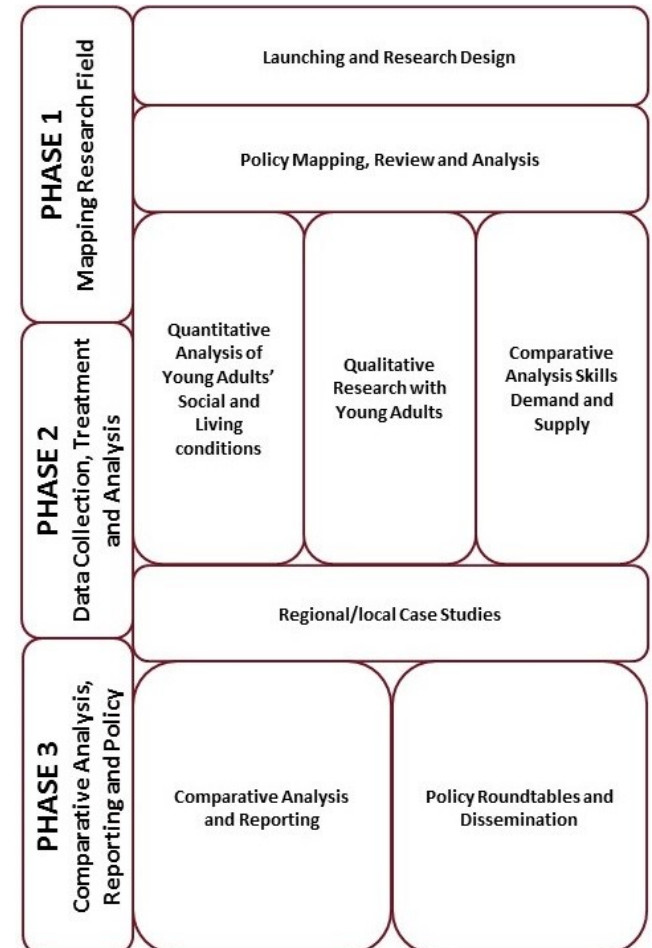 PHASE 1
Mapping Research Field
Launching and Research Design
Policy Mapping, Review and Analysis
Quantitative
Analysis of
Young Adults’
Social and
Living
conditions
Qualitative
Research with
Young Adults
Comparative
Analysis Skills
Demand and
Supply
PHASE 2
Data Collection, Treatment
and Analysis
Regional/local Case Studies
PHASE 3
Comparative Analysis,
Reporting and Policy
Comparative Analysis
and Reporting
Policy Roundtables and
Dissemination